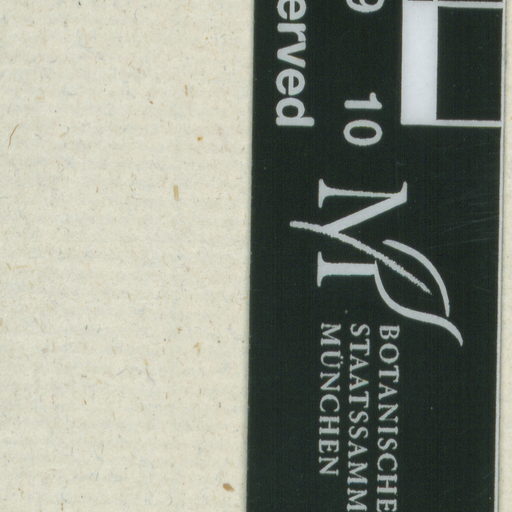 erved
9 10
BOTANISCHE
STAATSSAMM
MÜNCHEN